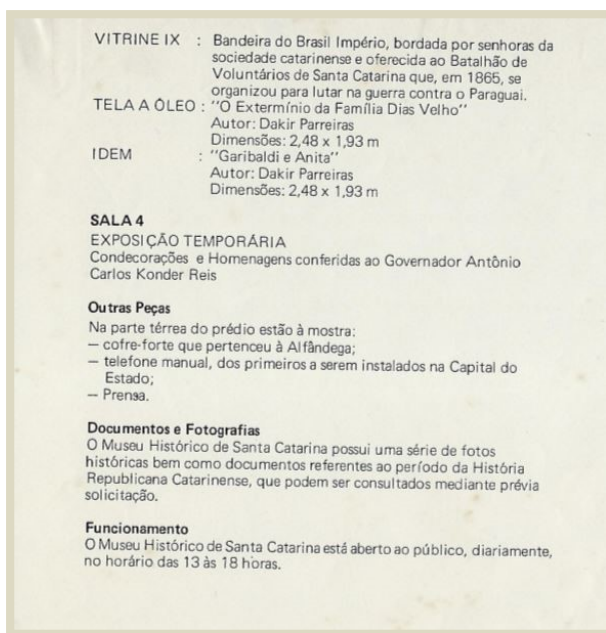 VITRINE IX : Bandeira do Brasil Império, bordada por senhoras da
sociedade catarinense e oferecida ao Batalhão de
Voluntários de Santa Catarina que, em 1865, se
organizou para lutar na guerra contra o Paraguai.
TELA A ÓLEO : "O Extermínio da Família Dias Velho"
Autor: Dakir Parreiras
Dimensões: 2,48 x 1,93 m
IDEM : "Garibaldi e Anita"
Autor: Dakir Parreiras
Dimensões: 2,48 x 1,93 m
SALA 4
EXPOSIÇÃO TEMPORÁRIA
Condecorações e Homenagens conferidas ao Governador Antônio
Carlos Konder Reis
Outras Peças
Na parte térrea do prédio estão à mostra:
— cofre-forte que pertenceu à Alfândega;
— telefone manual, dos primeiros a serem instalados na Capital do
Estado;
— Prensa.
Documentos e Fotografias
O Museu Histórico de Santa Catarina possui uma série de fotos
históricas bem como documentos referentes ao período da História
Republicana Catarinense, que podem ser consultados mediante prévia
solicitação.
Funcionamento
O Museu Histórico de Santa Catarina está aberto ao público, diariamente,
no horário das 13 às 18 horas.